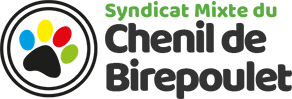 Syndicat Mixte du
Chenil de
Birepoulet